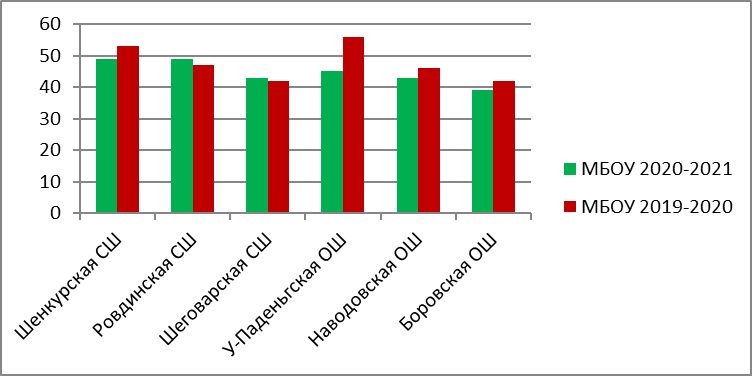 60
50
40
30
20
10
0
Шенкурская СШ
Ровдинская СШ
Шеговарская СШ
У-Паденьгская ОШ
Наводовская ОШ
Боровская ОШ
МБОУ 2020-2021
МБОУ 2019-2020